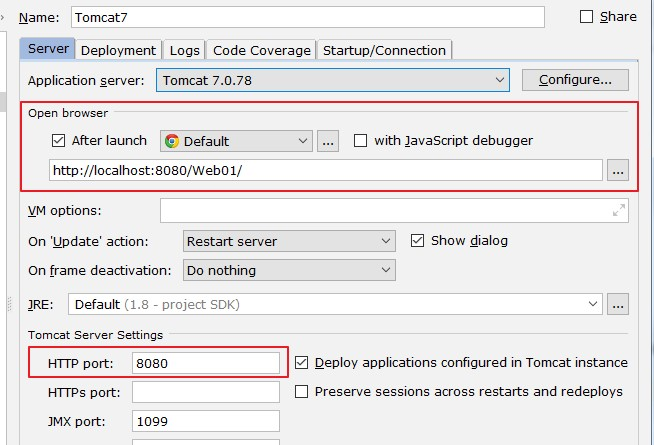 Name: Tomcat7 Share
Server Deployment Logs Code Coverage Startup/Connection
Application server: Tomcat 7.0.78 Configure...
Open browser
After launch Default ... with JavaScript debugger
http://localhost:8080/Web01/ ...
VM options:
On 'Update' action: Restart server Show dialog
On frame deactivation: Do nothing
JRE: Default (1.8 - project SDK) ...
Tomcat Server Settings
HTTP port: 8080 Deploy applications configured in Tomcat instance
HTTPs port: Preserve sessions across restarts and redeploys
JMX port: 1099